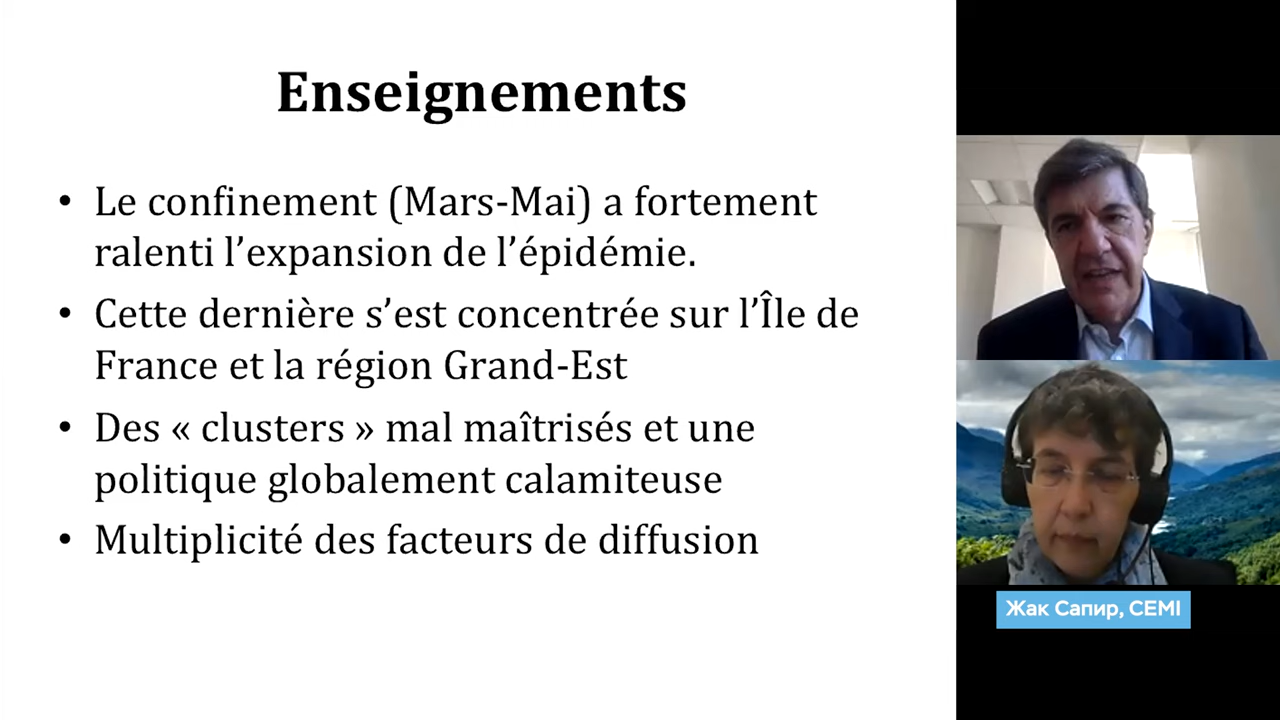 Enseignements
• Le confinement (Mars-Mai) a fortement
ralenti l’expansion de l’épidémie.
• Cette dernière s’est concentrée sur l’Île de
France et la région Grand-Est
• Des « clusters » mal maîtrisés et une
politique globalement calamiteuse
• Multiplicité des facteurs de diffusion
Жак Сапир, CEMI